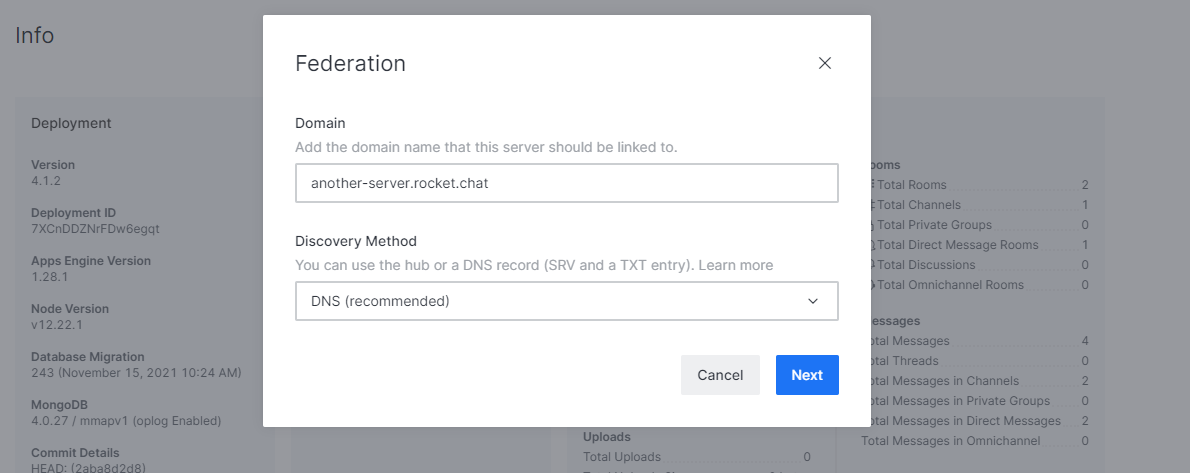 Info
Federation
Domain
Add the domain name that this server should be linked to.
another-server.rocket.chat
Discovery Method
You can use the hub or a DNS record (SRV and a TXT entry). Learn more
DNS (recommended)
Cancel
Next
Deployment
Version
4.1.2
Deployment ID
7XCnDDZNrFDw6egqt
Apps Engine Version
1.28.1
Node Version
v12.22.1
Database Migration
243 (November 15, 2021 10:24 AM)
MongoDB
4.0.27 / mmapv1 (oplog Enabled)
Commit Details
HEAD: (2aba8d2d8)
Uploads
Total Uploads 0
ooms
Total Rooms 2
Total Channels 1
Total Private Groups 0
Total Direct Message Rooms 1
Total Discussions 0
Total Omnichannel Rooms 0
essages
otal Messages 4
otal Threads 0
otal Messages in Channels 2
otal Messages in Private Groups 0
otal Messages in Direct Messages 2
Total Messages in Omnichannel 0